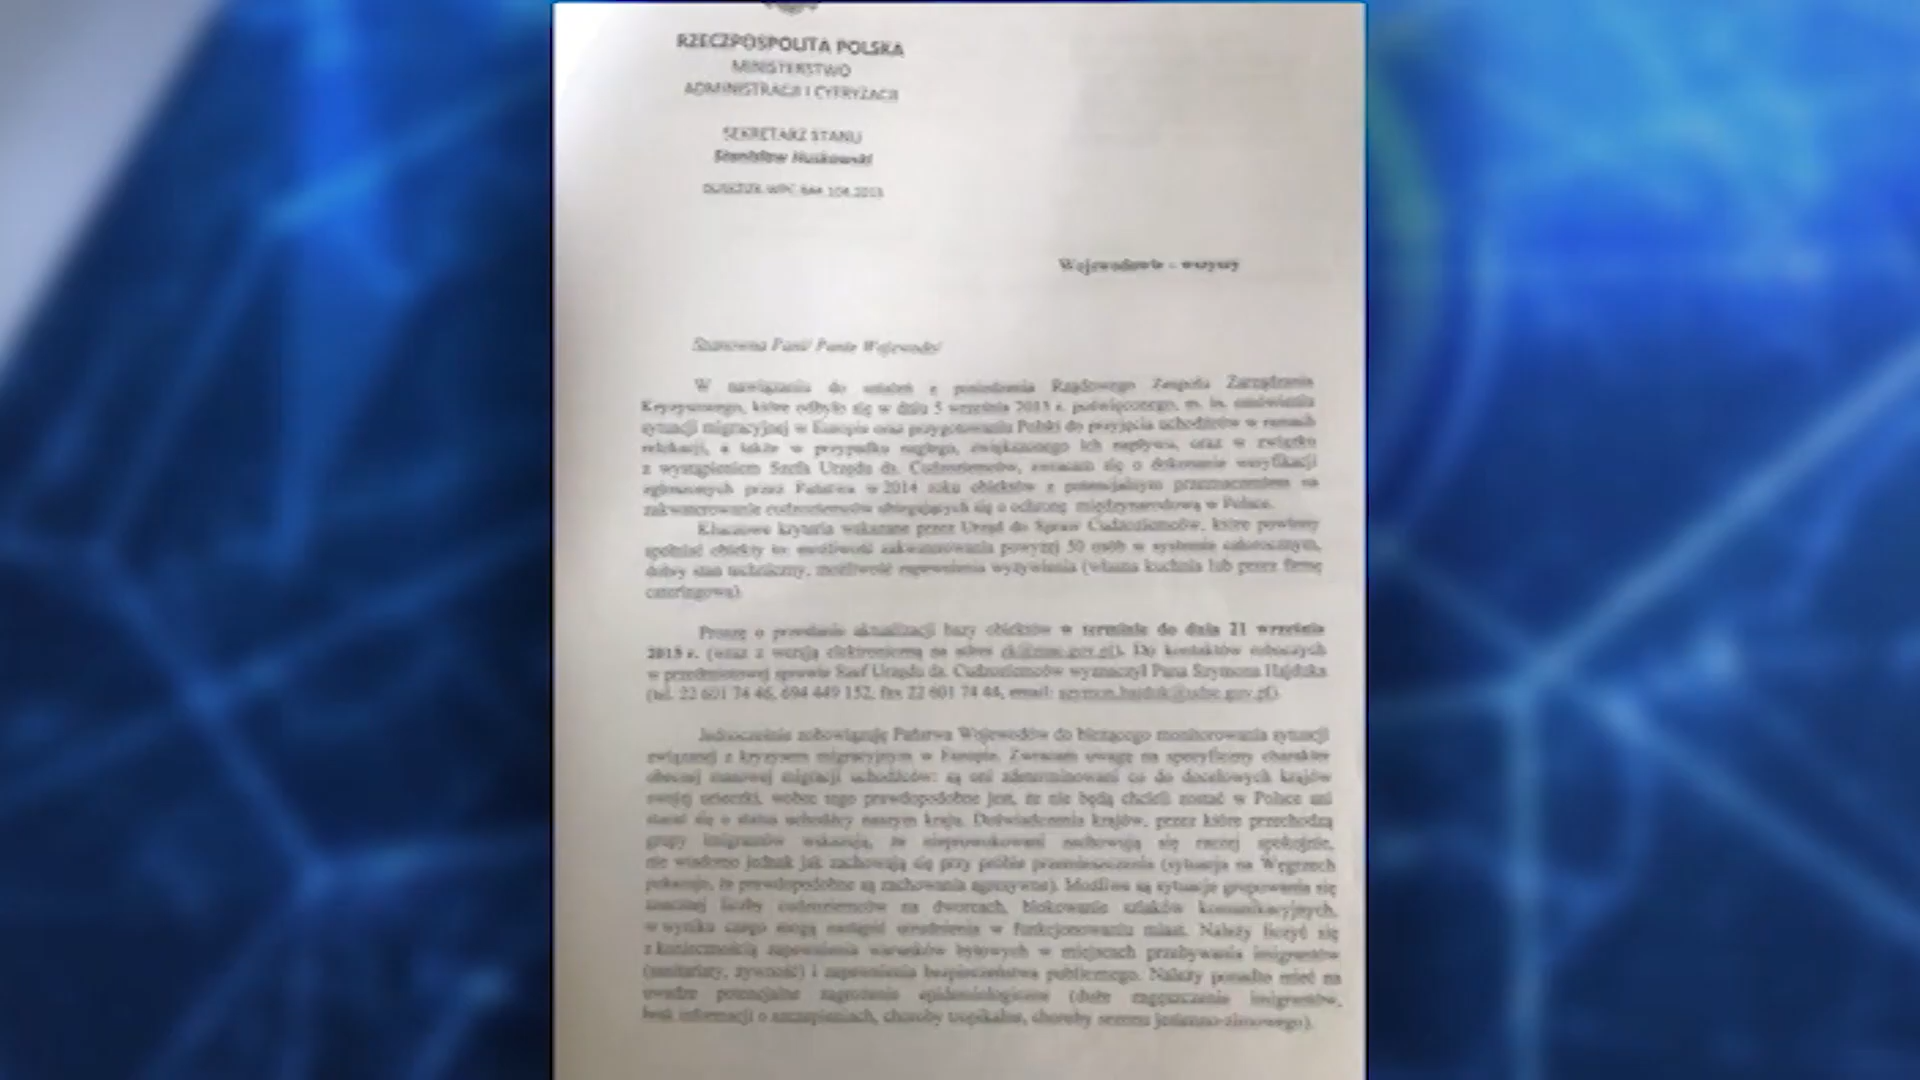 RZECZPOSPOLITA POLSKA
MINISTERSTWO
ADMINISTRACJI I CYFRYZACJI
SEKRETARZ STANU
Stanisław Huskowski
Wojewodowie - wszyscy
Szanowna Pani/ Panie Wojewodo!
W nawiązaniu do ustaleń z posiedzenia Rządowego Zespołu Zarządzania
Kryzysowego, które odbyło się w dniu 5 września 2015 r. poświęconego, m. in. omówieniu
sytuacji migracyjnej w Europie oraz przygotowaniu Polski do przyjęcia uchodźców w ramach
relokacji, a także w przypadku nagłego, zwiększonego ich napływu, oraz w związku
z wystąpieniem Szefa Urzędu ds. Cudzoziemców, zwracam się o dokonanie weryfikacji
zgłoszonych przez Państwa w 2014 roku obiektów z potencjalnym przeznaczeniem na
zakwaterowanie cudzoziemców ubiegających się o ochronę międzynarodową w Polsce.
Kluczowe kryteria wskazane przez Urząd do Spraw Cudzoziemców, które powinny
spełniać obiekty to: możliwość zakwaterowania powyżej 50 osób w systemie całorocznym,
dobry stan techniczny, możliwość zapewnienia wyżywienia (własna kuchnia lub przez firmę
cateringową).
Proszę o przesłanie aktualizacji bazy obiektów w terminie do dnia 21 września
2015 r. (wraz z wersją elektroniczną na adres Do kontaktów roboczych
w przedmiotowej sprawie Szef Urzędu ds. Cudzoziemców wyznaczył Pana Szymona Hajduka
(tel. 22 601 74 46, 694 449 152, fax 22 601 74 44, email: szymon.hajduk@udsc.gov.pl).
Jednocześnie zobowiązuję Państwa Wojewodów do bieżącego monitorowania sytuacji
związanej z kryzysem migracyjnym w Europie. Zwracam uwagę na specyficzny charakter
obecnej masowej migracji uchodźców: są oni zdeterminowani co do docelowych krajów
swojej ucieczki, wobec tego prawdopodobne jest, że nie będą chcieli zostać w Polsce ani
starać się o status uchodźcy naszym kraju. Doświadczenia krajów, przez które przechodzą
grupy imigrantów wskazują, że nieprowokowani zachowują się raczej spokojnie,
nie wiadomo jednak jak zachowają się przy próbie przemieszczenia (sytuacja na Węgrzech
pokazuje, że prawdopodobne są zachowania agresywne). Możliwe są sytuacje grupowania się
znacznej liczby cudzoziemców na dworcach, blokowanie szlaków komunikacyjnych,
w wyniku czego mogą nastąpić utrudnienia w funkcjonowaniu miast. Należy liczyć się
z koniecznością zapewnienia warunków bytowych w miejscach przebywania imigrantów
(sanitariaty, żywność) i zapewnienia bezpieczeństwa publicznego. Należy ponadto mieć na
uwadze potencjalne zagrożenie epidemiologiczne (duże zagęszczenie imigrantów,
brak informacji o szczepieniach, choroby tropikalne, choroby sezonu jesienno-zimowego).